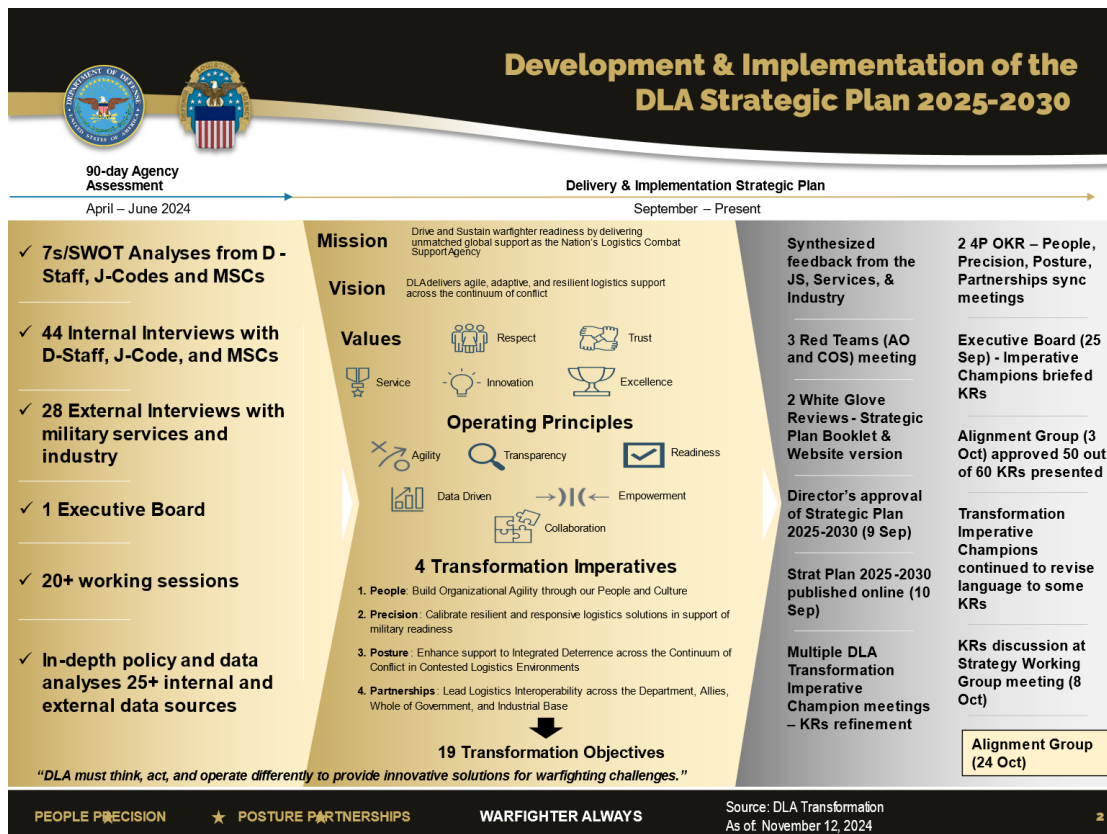 Development & Implementation of the
DLA Strategic Plan 2025-2030
90-day Agency
Assessment
April – June 2024
Delivery & Implementation Strategic Plan
September – Present
✓ 7s/SWOT Analyses from D -
Staff, J-Codes and MSCs
✓ 44 Internal Interviews with
D-Staff, J-Code, and MSCs
✓ 28 External Interviews with
military services and
industry
✓ 1 Executive Board
✓ 20+ working sessions
✓ In-depth policy and data
analyses 25+ internal and
external data sources
Mission
Drive and Sustain warfighter readiness by delivering
unmatched global support as the Nation's Logistics Combat
SupportAgency
Vision
DLAdelivers agile, adaptive, and resilient logistics support
across the continuum of conflict
Values
Respect
Trust
Service
Innovation
Excellence
Operating Principles
Agility
Transparency
Readiness
Data Driven
Empowerment
Collaboration
4 Transformation Imperatives
1. People: Build Organizational Agility through our People and Culture
2. Precision: Calibrate resilient and responsive logistics solutions in support of
military readiness
3. Posture: Enhance support to Integrated Deterrence across the Continuum of
Conflict in Contested Logistics Environments
4. Partnerships: Lead Logistics Interoperability across the Department, Allies,
Whole of Government, and Industrial Base
19 Transformation Objectives
"DLA must think, act, and operate differently to provide innovative solutions for warfighting challenges."
Synthesized
feedback from the
JS, Services, &
Industry
3 Red Teams (AO
and COS) meeting
2 White Glove
Reviews - Strategic
Plan Booklet &
Website version
Director's approval
of Strategic Plan
2025-2030 (9 Sep)
Strat Plan 2025-2030
published online (10
Sep)
Multiple DLA
Transformation
Imperative
Champion meetings
– KRs refinement
2 4P OKR – People,
Precision, Posture,
Partnerships sync
meetings
Executive Board (25
Sep) - Imperative
Champions briefed
KRs
Alignment Group (3
Oct) approved 50 out
of 60 KRs presented
Transformation
Imperative
Champions
continued to revise
language to some
KRs
KRs discussion at
Strategy Working
Group meeting (8
Oct)
Alignment Group
(24 Oct)
PEOPLE PRECISION ★ POSTURE PARTNERSHIPS
WARFIGHTER ALWAYS
Source: DLA Transformation
As of: November 12, 2024
2
DEPARTMENT OF DEFENSE
UNITED STATES OF AMERICA